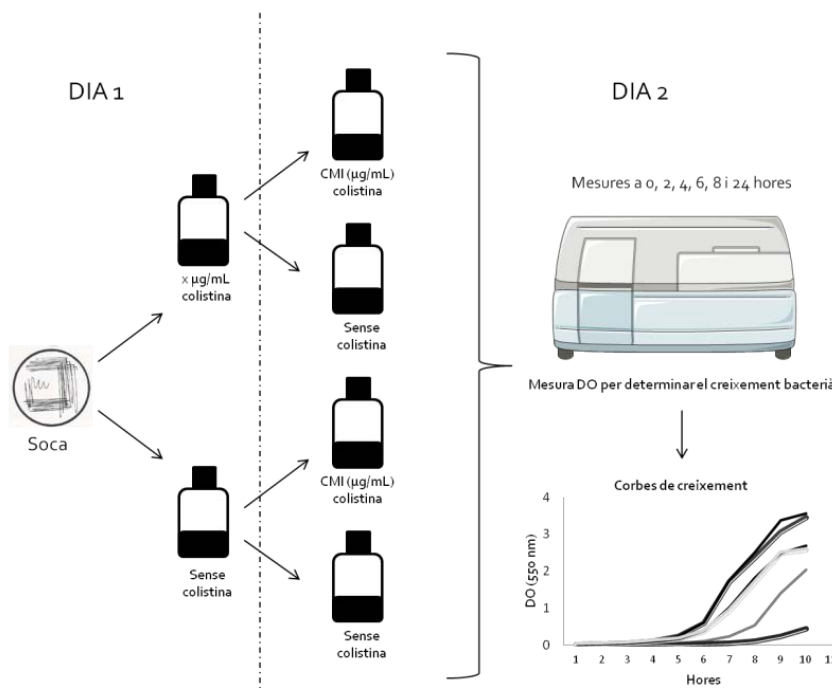 DIA 1
x µg/mL
colistina
Soca
Sense
colistina
CMI (µg/mL)
colistina
Sense
colistina
CMI (µg/mL)
colistina
Sense
colistina
DIA 2
Mesures a 0, 2, 4, 6, 8 i 24 hores
Mesura DO per determinar el creixement bacterià
Corbes de creixement
DO (550 nm)
4
3
2
1
0
1 2 3 4 5 6 7 8 9 10 11
Hores